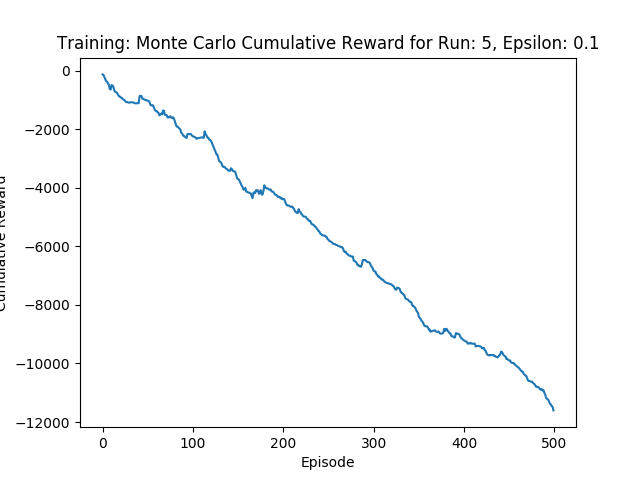 Training: Monte Carlo Cumulative Reward for Run: 5, Epsilon: 0.1
0
−2000
−4000
−6000
−8000
−10000
−12000
Cumulative Reward
0 100 200 300 400 500
Episode